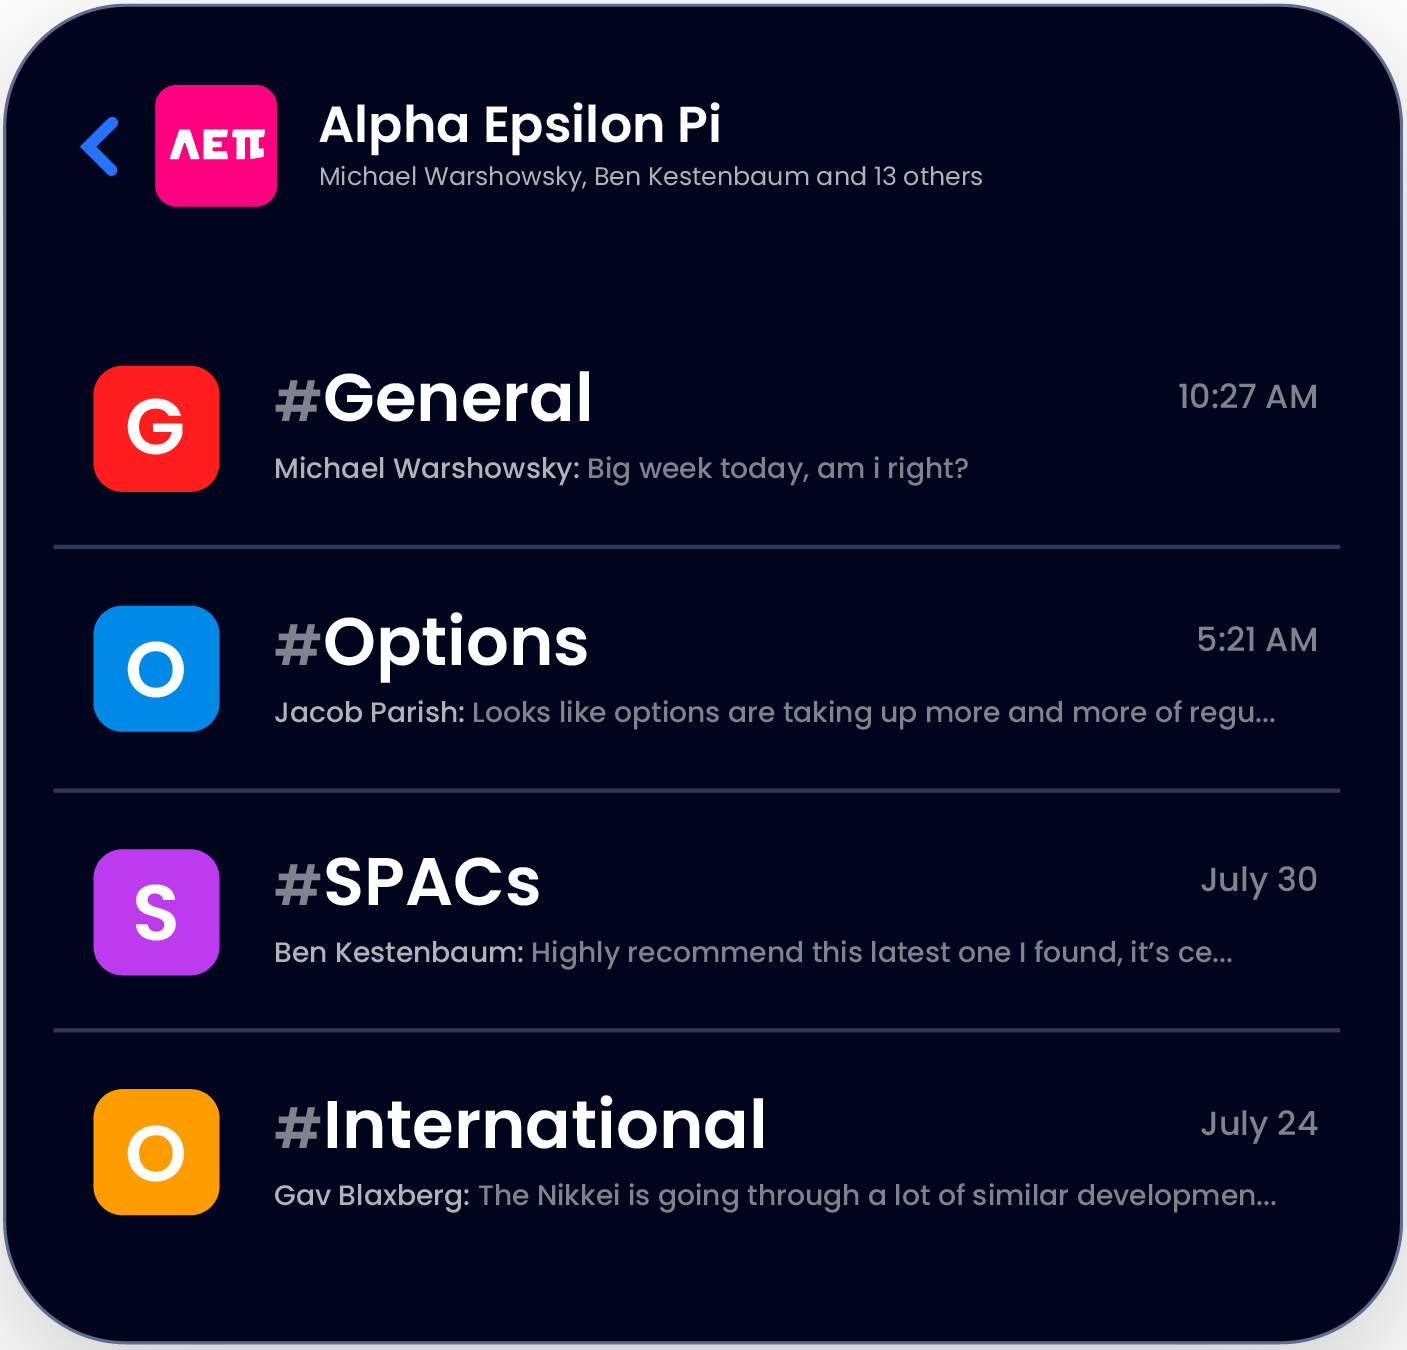 ΛΕΠ
Alpha Epsilon Pi
Michael Warshowsky, Ben Kestenbaum and 13 others
G
#General
10:27 AM
Michael Warshowsky: Big week today, am i right?
O
#Options
5:21 AM
Jacob Parish: Looks like options are taking up more and more of regu...
S
#SPACs
July 30
Ben Kestenbaum: Highly recommend this latest one I found, it’s ce...
O
#International
July 24
Gav Blaxberg: The Nikkei is going through a lot of similar developmen...